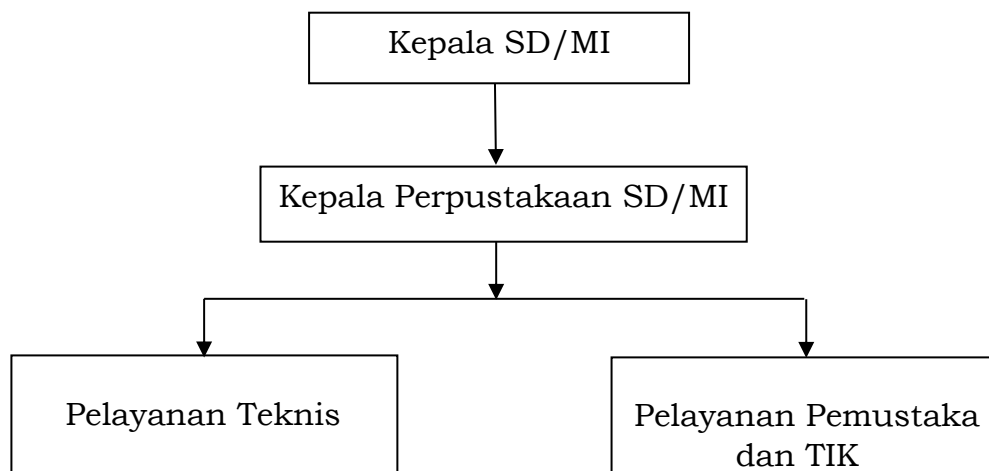 Kepala SD/MI
Kepala Perpustakaan SD/MI
Pelayanan Teknis
Pelayanan Pemustaka
dan TIK